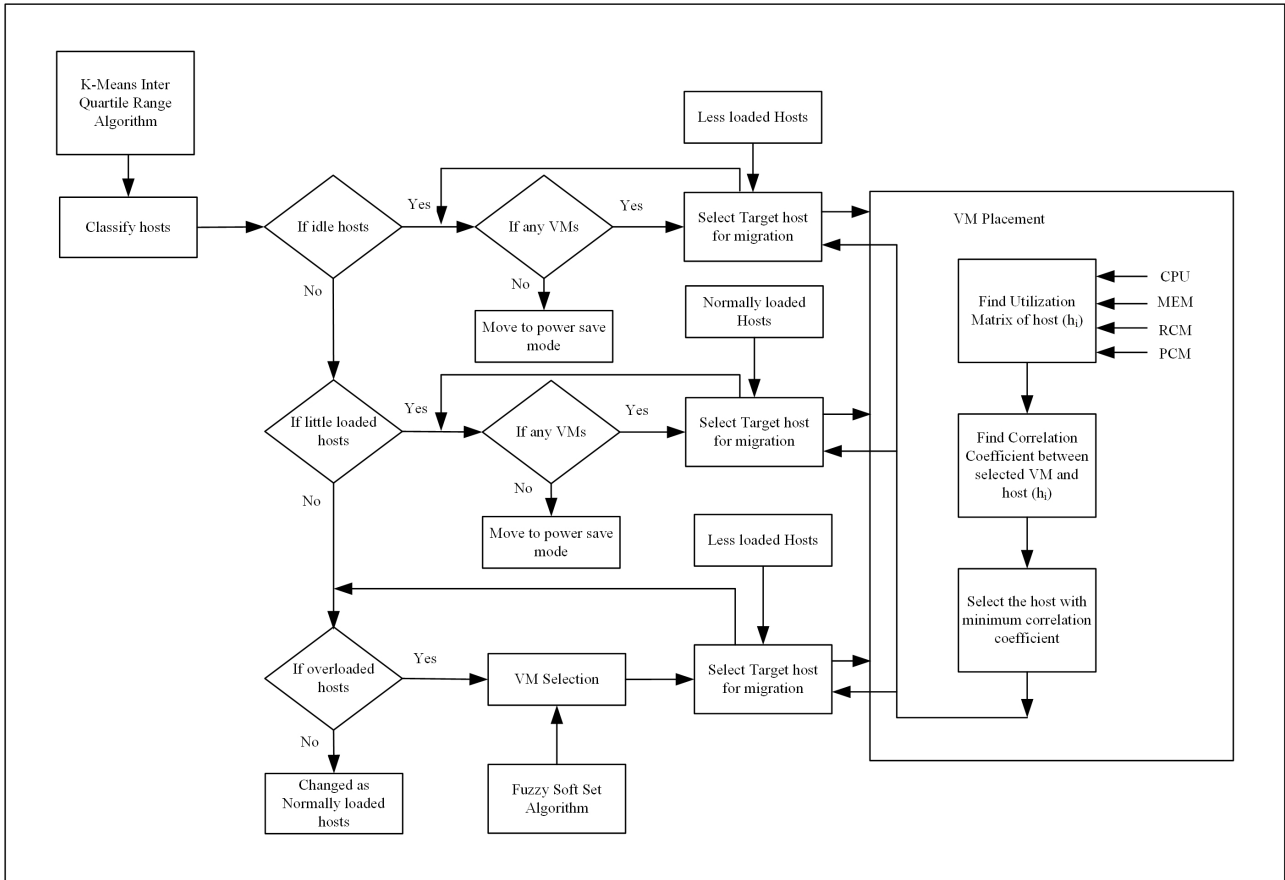 K-Means Inter
Quartile Range
Algorithm
Less loaded Hosts
Classify hosts
If idle hosts
Yes
If any VMs
Yes
Select Target host
for migration
VM Placement
No
No
Move to power save
mode
Normally loaded
Hosts
Find Utilization
Matrix of host (hi)
CPU
MEM
RCM
PCM
If little loaded
hosts
Yes
If any VMs
Yes
Select Target host
for migration
Find Correlation
Coefficient between
selected VM and
host (hi)
No
No
Move to power save
mode
Less loaded Hosts
Select the host with
minimum correlation
coefficient
If overloaded
hosts
Yes
VM Selection
Select Target host
for migration
No
Changed as
Normally loaded
hosts
Fuzzy Soft Set
Algorithm